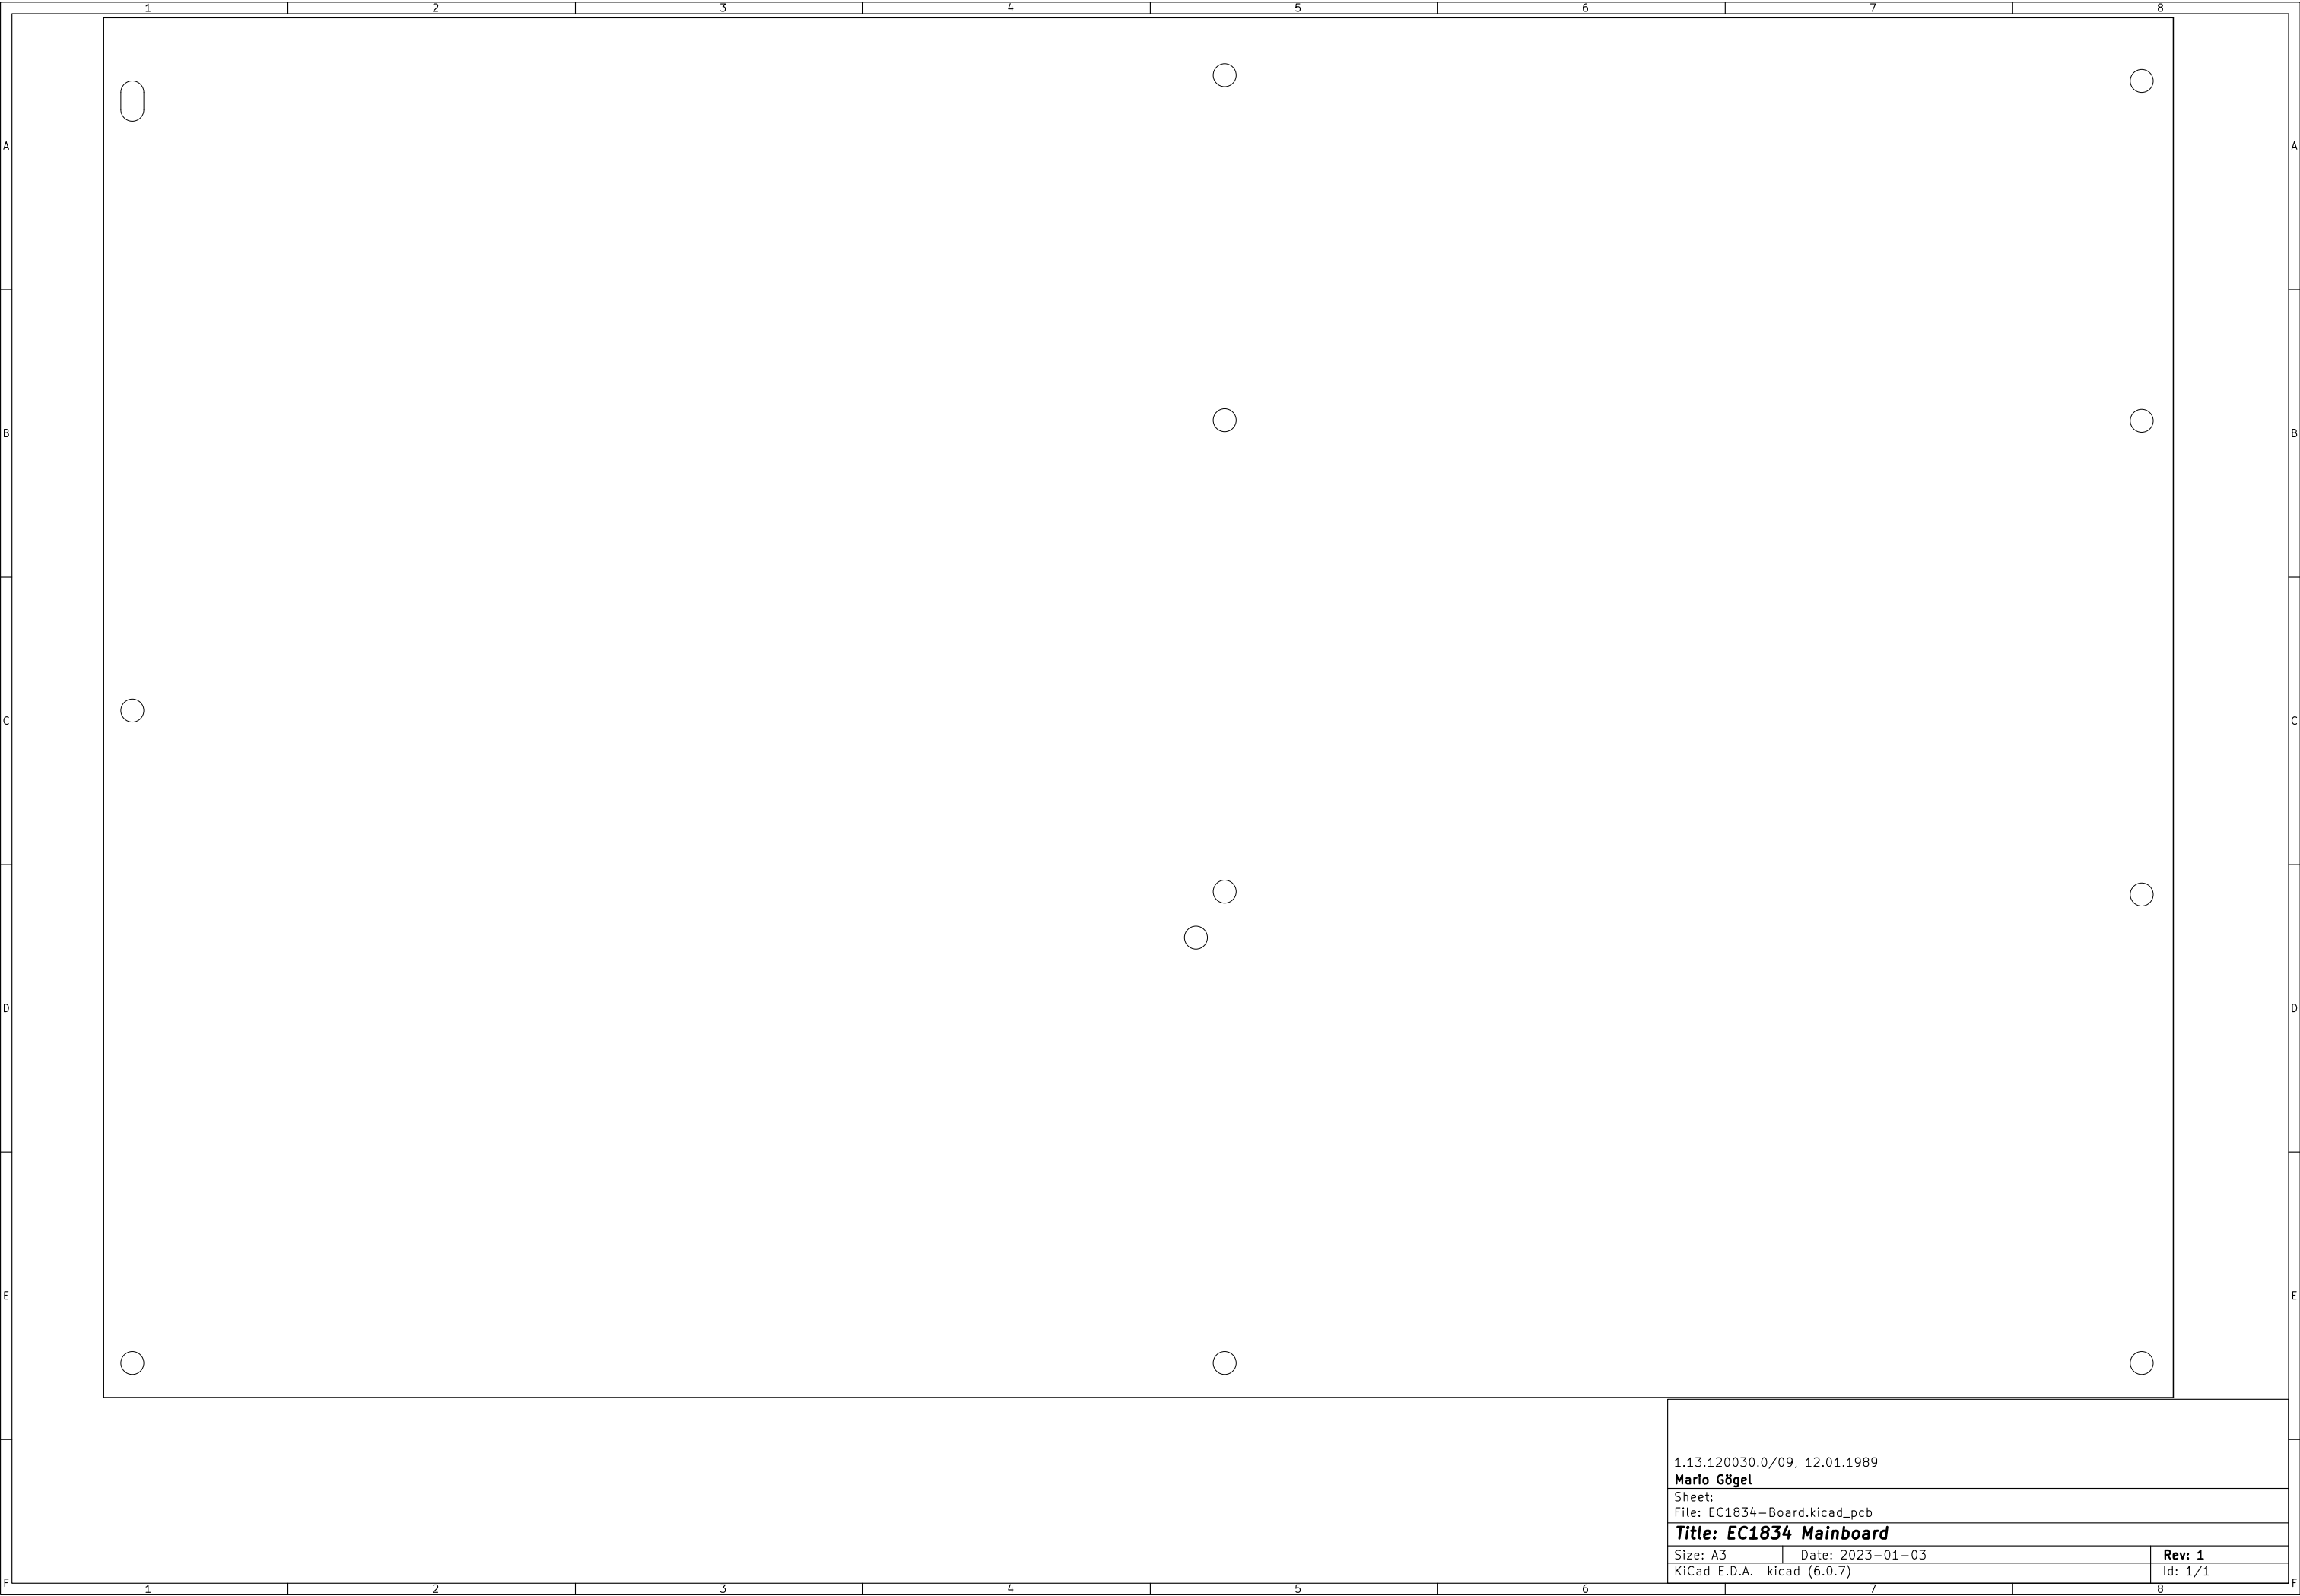 1 2 3 4 5 6 7 8
A A
B B
C C
D D
E E
1.13.120030.0/09, 12.01.1989
Mario Gögel
Sheet:
File: EC1834-Board.kicad_pcb
Title: EC1834 Mainboard
Size: A3 Date: 2023-01-03 Rev: 1
KiCad E.D.A. kicad (6.0.7) Id: 1/1
F F
1 2 3 4 5 6 7 8